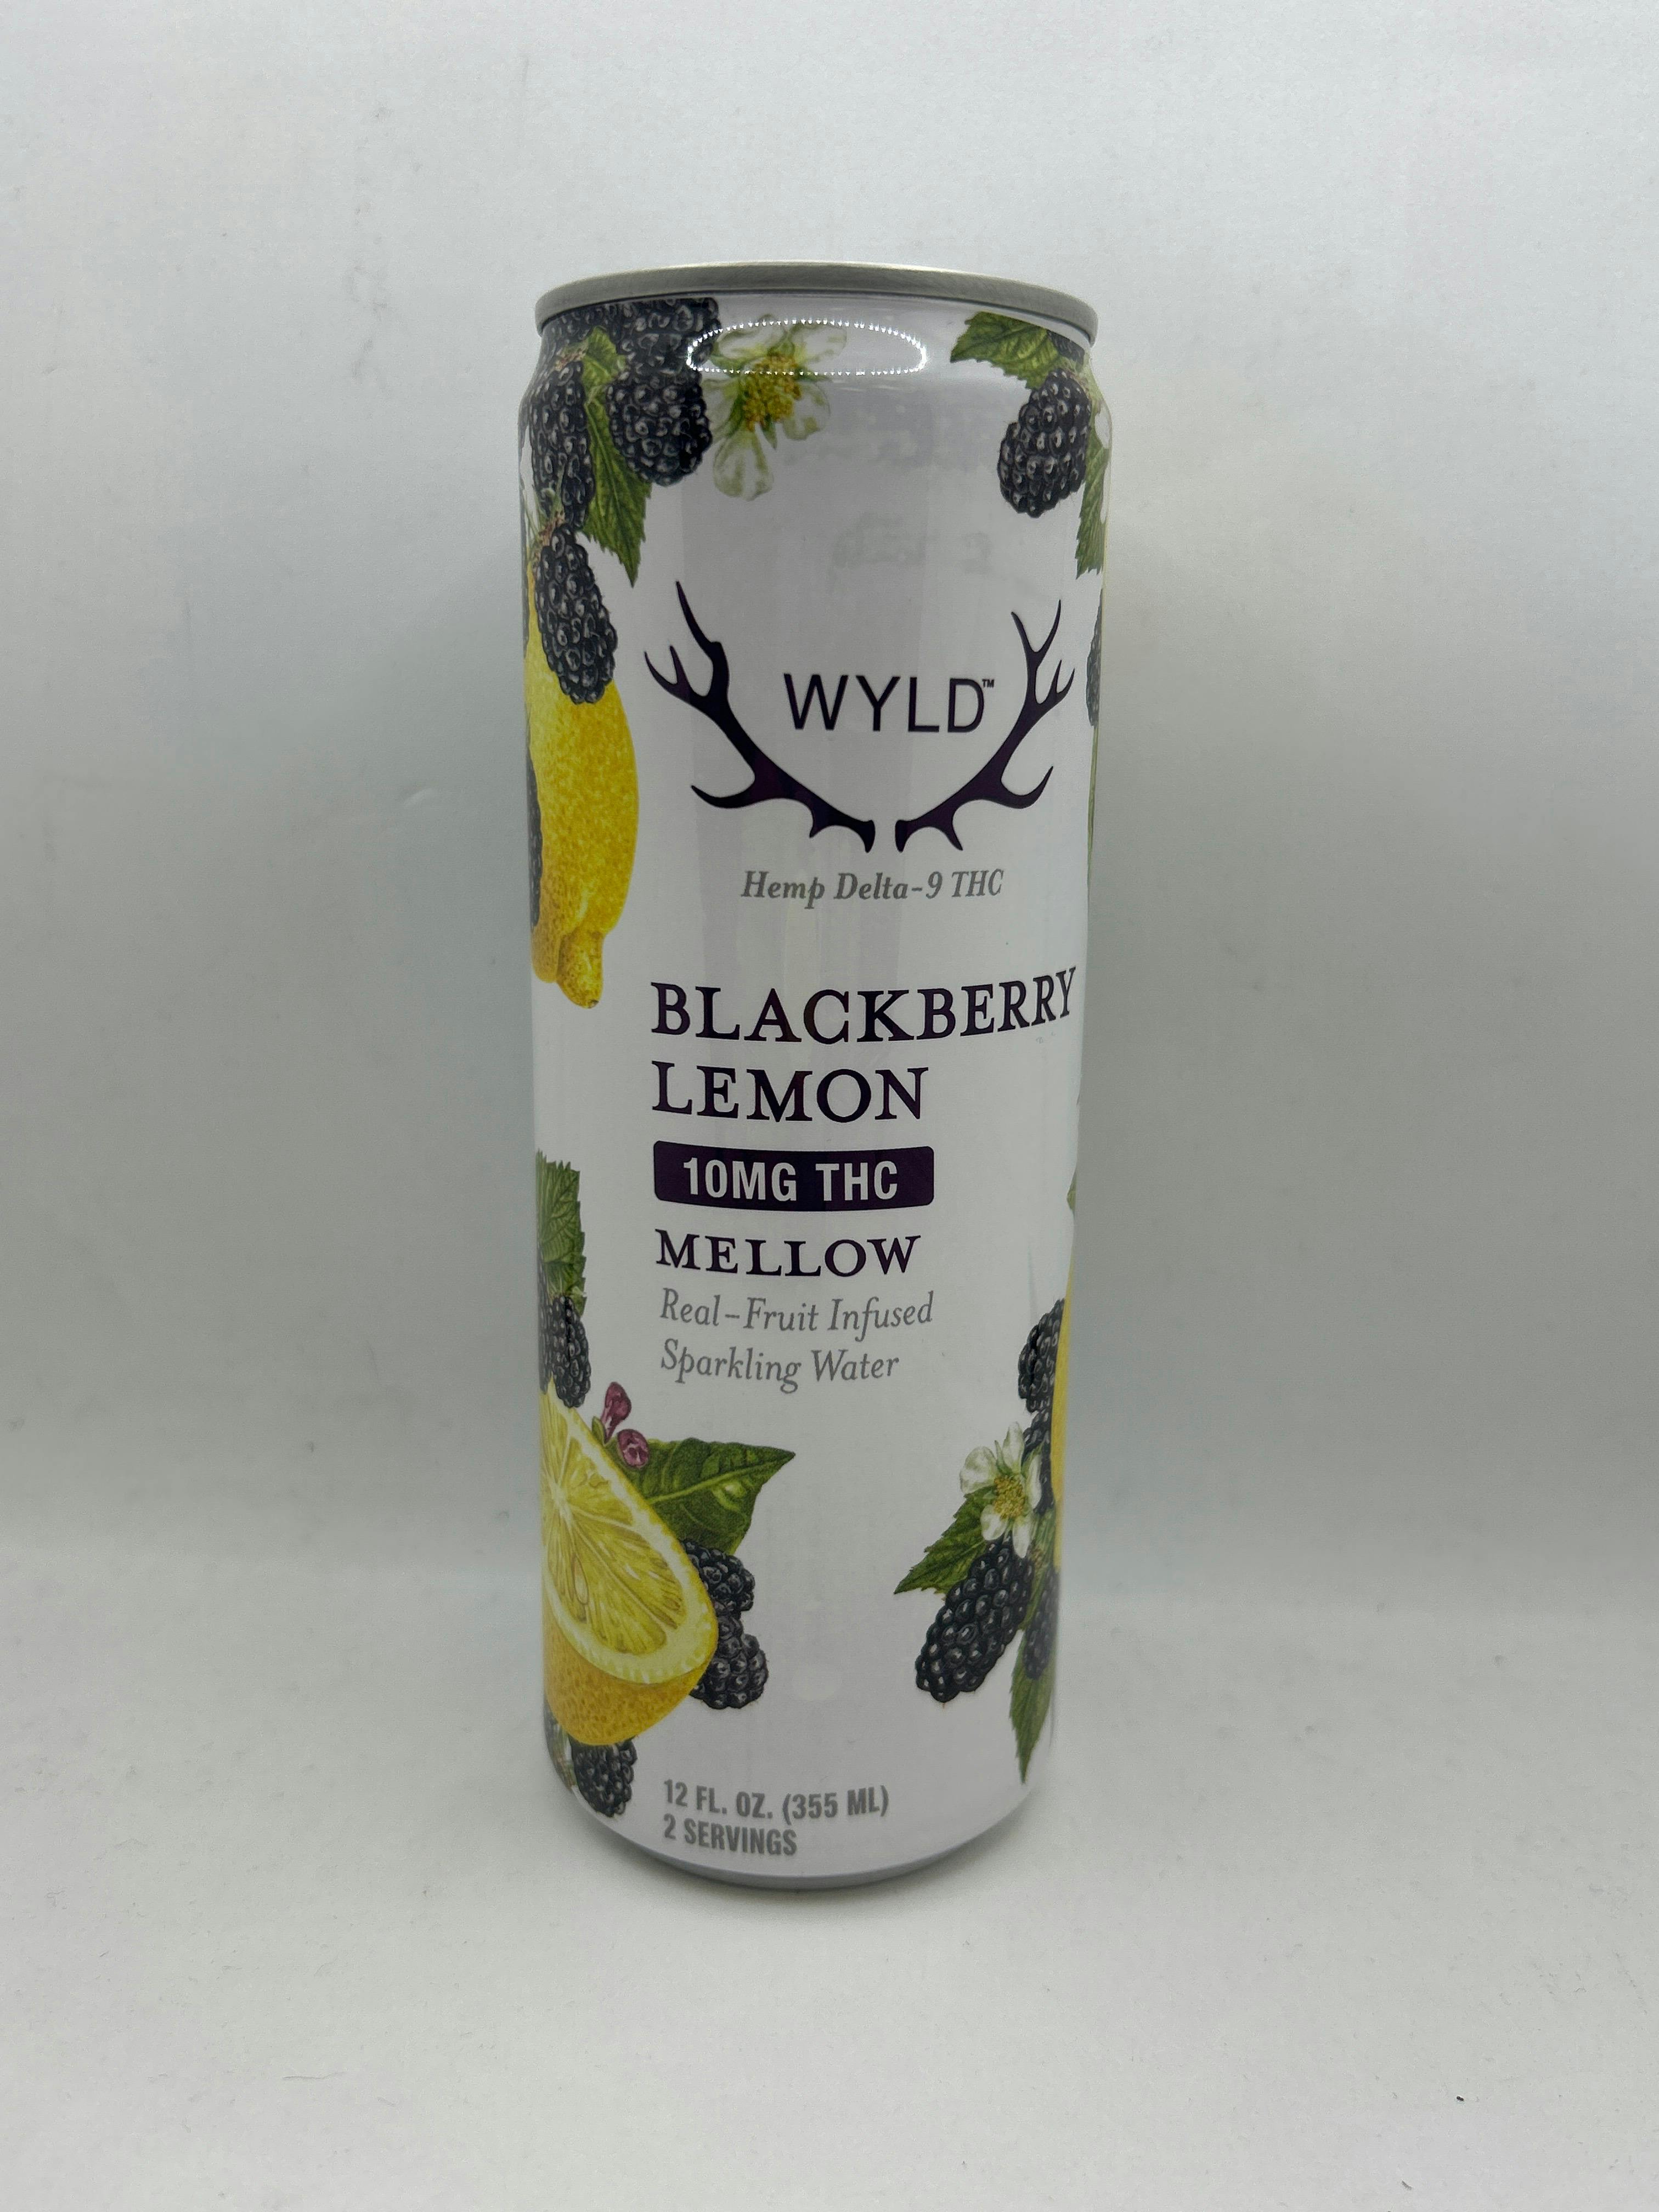 WYLD™
Hemp Delta-9 THC
BLACKBERRY
LEMON
10MG THC
MELLOW
Real-Fruit Infused
Sparkling Water
12 FL. OZ. (355 ML)
2 SERVINGS